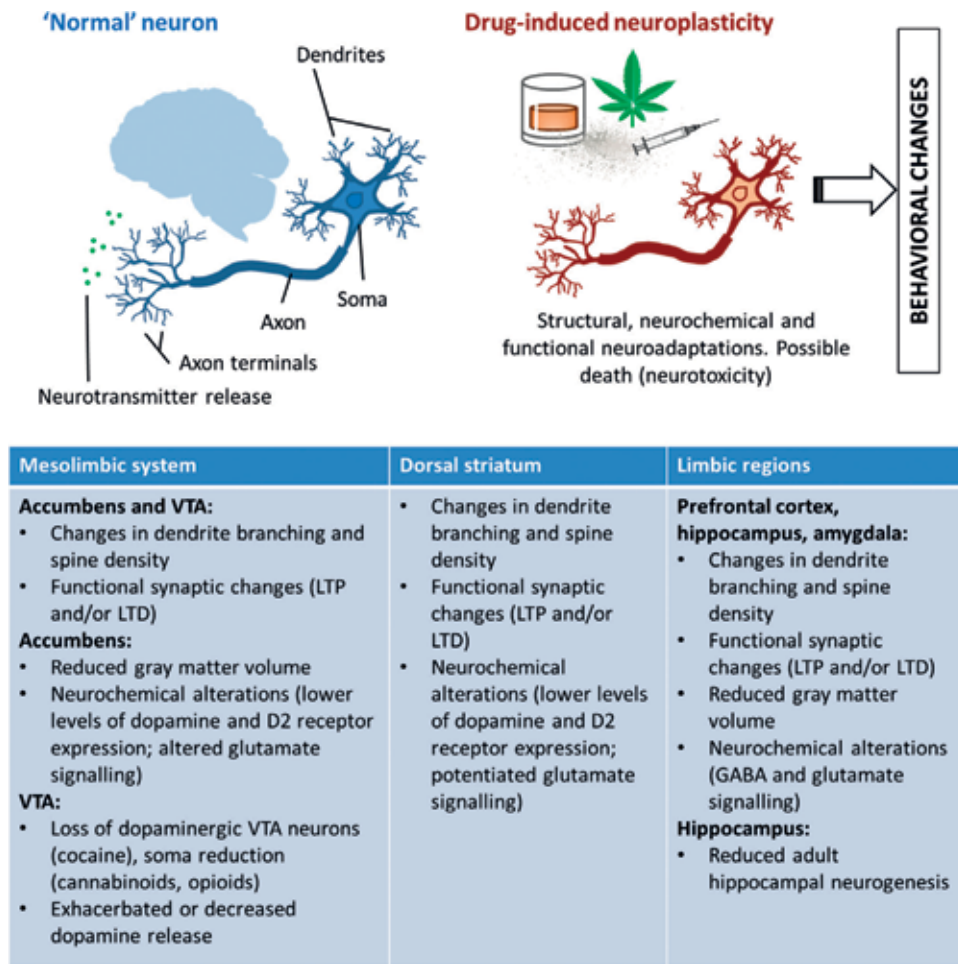 ‘Normal’ neuron
Dendrites
Soma
Axon
Axon terminals
Neurotransmitter release
Drug-induced neuroplasticity
Structural, neurochemical and
functional neuroadaptations. Possible
death (neurotoxicity)
BEHAVIORAL CHANGES
Mesolimbic system
Accumbens and VTA:
• Changes in dendrite branching and
spine density
• Functional synaptic changes (LTP
and/or LTD)
Accumbens:
• Reduced gray matter volume
• Neurochemical alterations (lower
levels of dopamine and D2 receptor
expression; altered glutamate
signalling)
VTA:
• Loss of dopaminergic VTA neurons
(cocaine), soma reduction
(cannabinoids, opioids)
• Exhacerbated or decreased
dopamine release
Dorsal striatum
• Changes in dendrite
branching and spine
density
• Functional synaptic
changes (LTP and/or
LTD)
• Neurochemical
alterations (lower levels
of dopamine and D2
receptor expression;
potentiated glutamate
signalling)
Limbic regions
Prefrontal cortex,
hippocampus, amygdala:
• Changes in dendrite
branching and spine
density
• Functional synaptic
changes (LTP and/or LTD)
• Reduced gray matter
volume
• Neurochemical alterations
(GABA and glutamate
signalling)
Hippocampus:
• Reduced adult
hippocampal neurogenesis